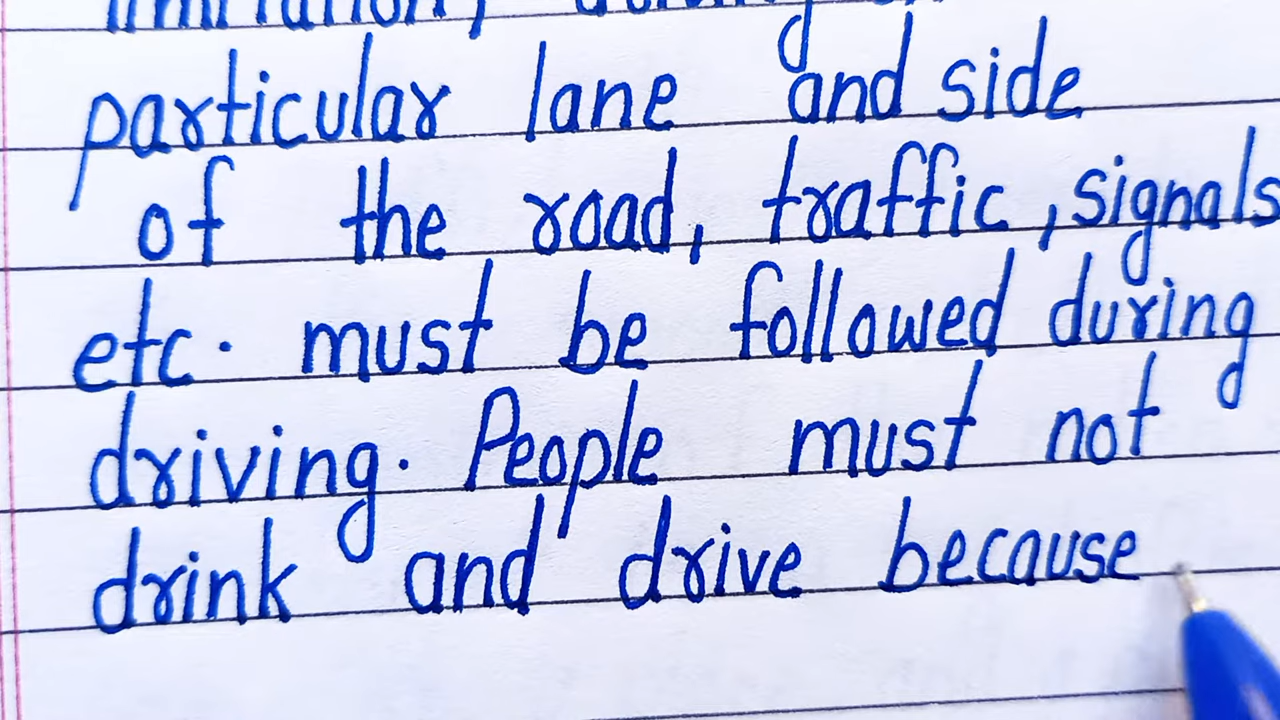 particular lane and side
of the road, traffic, signals
etc. must be followed during
driving. People must not
drink and drive because